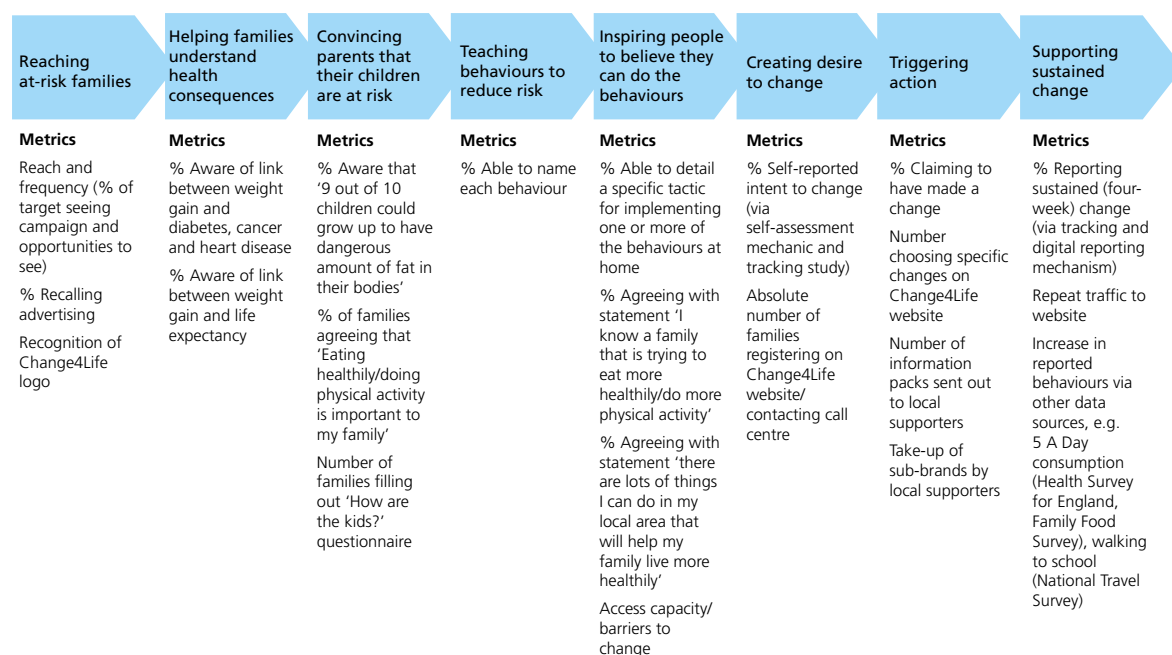 Reaching
at-risk families
Helping families
understand
health
consequences
Convincing
parents that
their children
are at risk
Teaching
behaviours to
reduce risk
Inspiring people
to believe they
can do the
behaviours
Creating desire
to change
Triggering
action
Supporting
sustained
change
Metrics
Reach and
frequency (% of
target seeing
campaign and
opportunities to
see)
% Recalling
advertising
Recognition of
Change4Life
logo
Metrics
% Aware of link
between weight
gain and
diabetes, cancer
and heart disease
% Aware of link
between weight
gain and life
expectancy
Metrics
% Aware that
‘9 out of 10
children could
grow up to have
dangerous
amount of fat in
their bodies’
% of families
agreeing that
‘Eating
healthily/doing
physical activity
is important to
my family’
Number of
families filling
out ‘How are
the kids?’
questionnaire
Metrics
% Able to name
each behaviour
Metrics
% Able to detail
a specific tactic
for implementing
one or more of
the behaviours at
home
% Agreeing with
statement ‘I
know a family
that is trying to
eat more
healthily/do more
physical activity’
% Agreeing with
statement ‘there
are lots of things
I can do in my
local area that
will help my
family live more
healthily’
Access capacity/
barriers to
change
Metrics
% Self-reported
intent to change
(via
self-assessment
mechanic and
tracking study)
Absolute
number of
families
registering on
Change4Life
website/
contacting call
centre
Metrics
% Claiming to
have made a
change
Number
choosing specific
changes on
Change4Life
website
Number of
information
packs sent out
to local
supporters
Take-up of
sub-brands by
local supporters
Metrics
% Reporting
sustained (four-
week) change
(via tracking and
digital reporting
mechanism)
Repeat traffic to
website
Increase in
reported
behaviours via
other data
sources, e.g.
5 A Day
consumption
(Health Survey
for England,
Family Food
Survey), walking
to school
(National Travel
Survey)